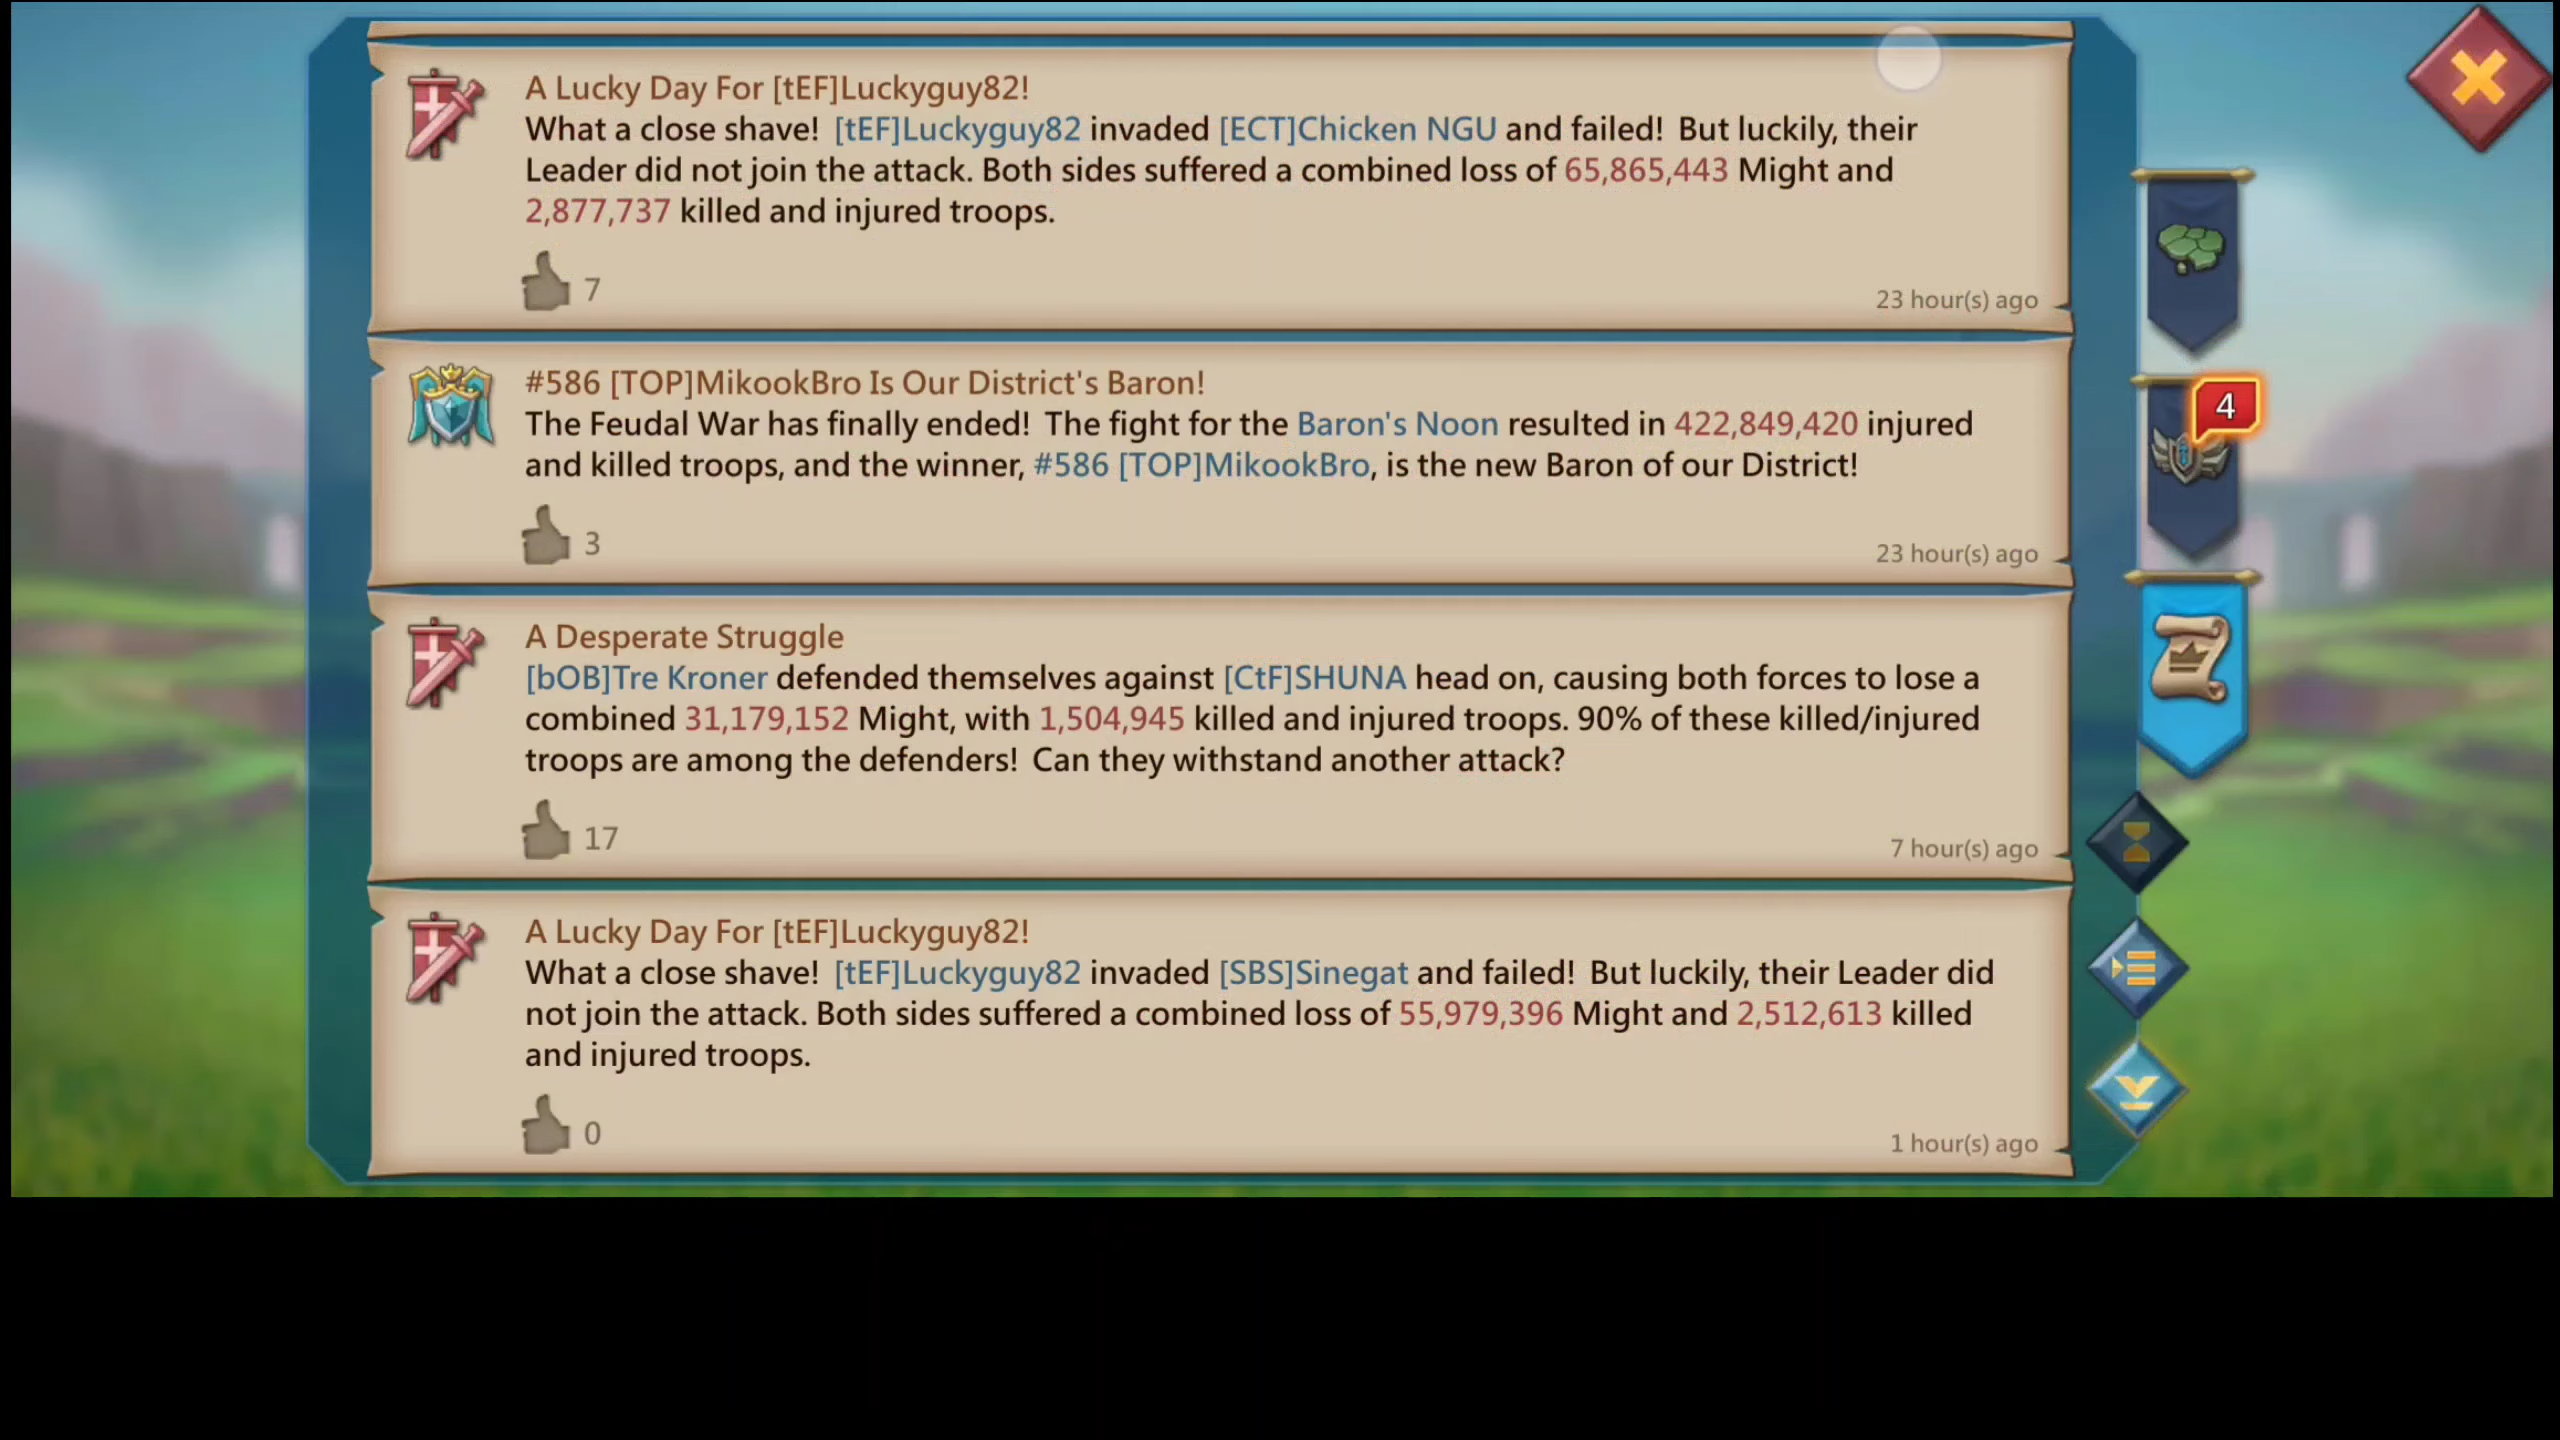 A Lucky Day For [tEF]Luckyguy82!
What a close shave! [tEF]Luckyguy82 invaded [ECT]Chicken NGU and failed! But luckily, their
Leader did not join the attack. Both sides suffered a combined loss of 65,865,443 Might and
2,877,737 killed and injured troops.
7
23 hour(s) ago
#586 [TOP]MikookBro Is Our District's Baron!
The Feudal War has finally ended! The fight for the Baron's Noon resulted in 422,849,420 injured
and killed troops, and the winner, #586 [TOP]MikookBro, is the new Baron of our District!
3
23 hour(s) ago
4
A Desperate Struggle
[bOB]Tre Kroner defended themselves against [CtF]SHUNA head on, causing both forces to lose a
combined 31,179,152 Might, with 1,504,945 killed and injured troops. 90% of these killed/injured
troops are among the defenders! Can they withstand another attack?
17
7 hour(s) ago
A Lucky Day For [tEF]Luckyguy82!
What a close shave! [tEF]Luckyguy82 invaded [SBS]Sinegat and failed! But luckily, their Leader did
not join the attack. Both sides suffered a combined loss of 55,979,396 Might and 2,512,613 killed
and injured troops.
0
1 hour(s) ago